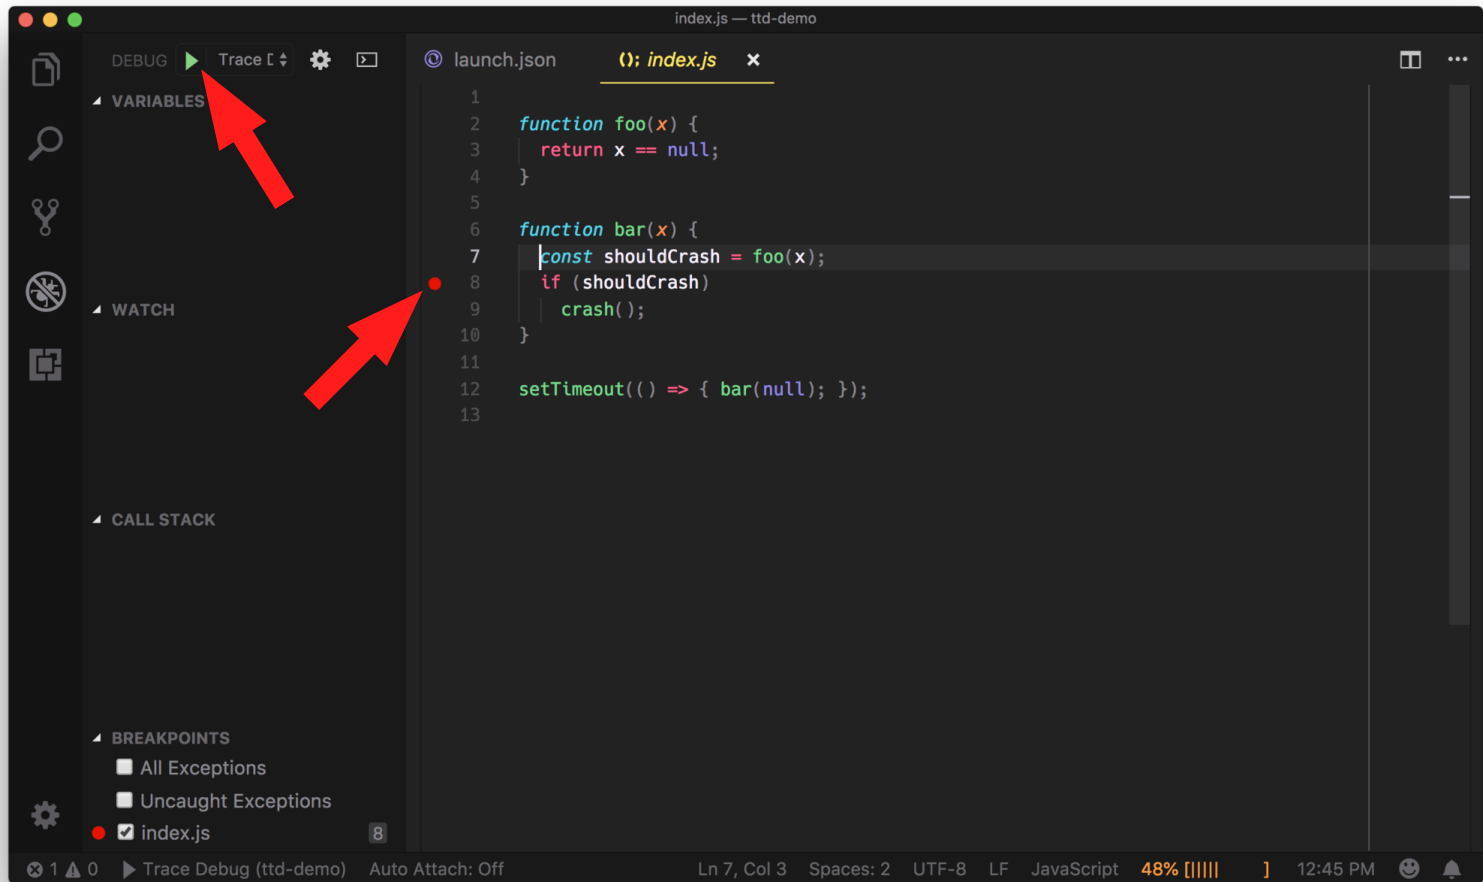 index.js — ttd-demo
DEBUG Trace D
launch.json
(); index.js
VARIABLES
1
2 function foo(x) {
3 return x == null;
4 }
5
6 function bar(x) {
7 const shouldCrash = foo(x);
8 if (shouldCrash)
9 crash();
10 }
11
12 setTimeout(() => { bar(null); });
13
WATCH
CALL STACK
BREAKPOINTS
All Exceptions
Uncaught Exceptions
index.js 8
1 0 Trace Debug (ttd-demo) Auto Attach: Off Ln 7, Col 3 Spaces: 2 UTF-8 LF JavaScript 48% [||||| ] 12:45 PM